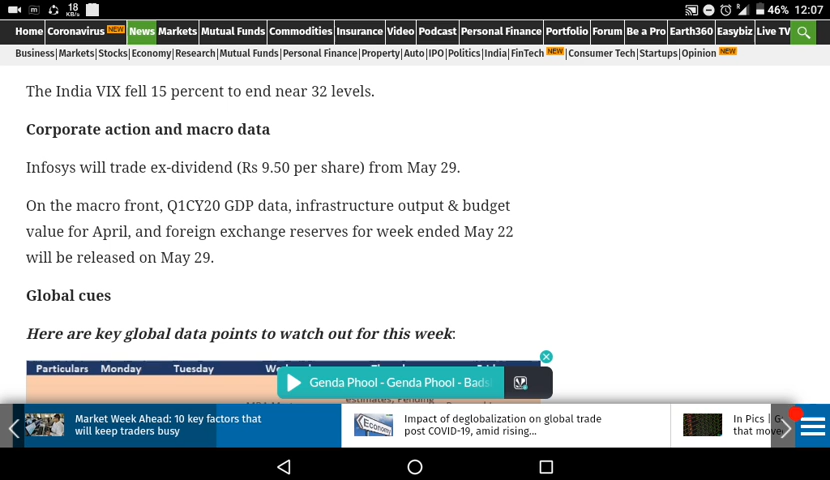 18 KB/s
46% 12:07
Home Coronavirus NEW News Markets Mutual Funds Commodities Insurance Video Podcast Personal Finance Portfolio Forum Be a Pro Earth360 Easybiz Live TV
Business| Markets| Stocks| Economy| Research| Mutual Funds| Personal Finance| Property| Auto| IPO| Politics| India| FinTech NEW | Consumer Tech| Startups| Opinion NEW
The India VIX fell 15 percent to end near 32 levels.
Corporate action and macro data
Infosys will trade ex-dividend (Rs 9.50 per share) from May 29.
On the macro front, Q1CY20 GDP data, infrastructure output & budget
value for April, and foreign exchange reserves for week ended May 22
will be released on May 29.
Global cues
Here are key global data points to watch out for this week:
Particulars Monday Tuesday
Genda Phool - Genda Phool - Bads
Market Week Ahead: 10 key factors that
will keep traders busy
Economy
Impact of deglobalization on global trade
post COVID-19, amid rising...
In Pics | G
that move